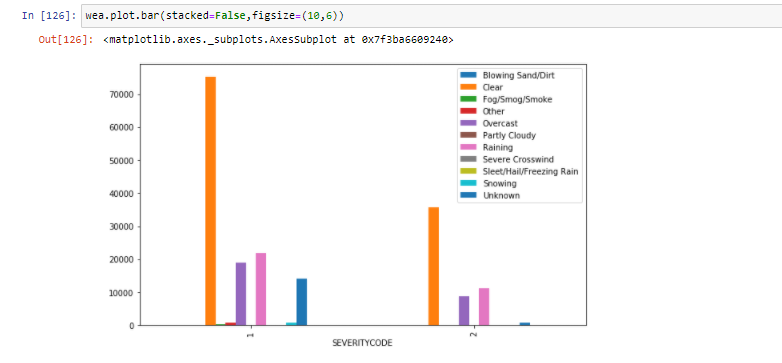 In [126]: wea.plot.bar(stacked=False,figsize=(10,6))
Out[126]: <matplotlib.axes._subplots.AxesSubplot at 0x7f3ba6609240>
70000
60000
50000
40000
30000
20000
10000
0
Blowing Sand/Dirt
Clear
Fog/Smog/Smoke
Other
Overcast
Partly Cloudy
Raining
Severe Crosswind
Sleet/Hail/Freezing Rain
Snowing
Unknown
1
2
SEVERITYCODE